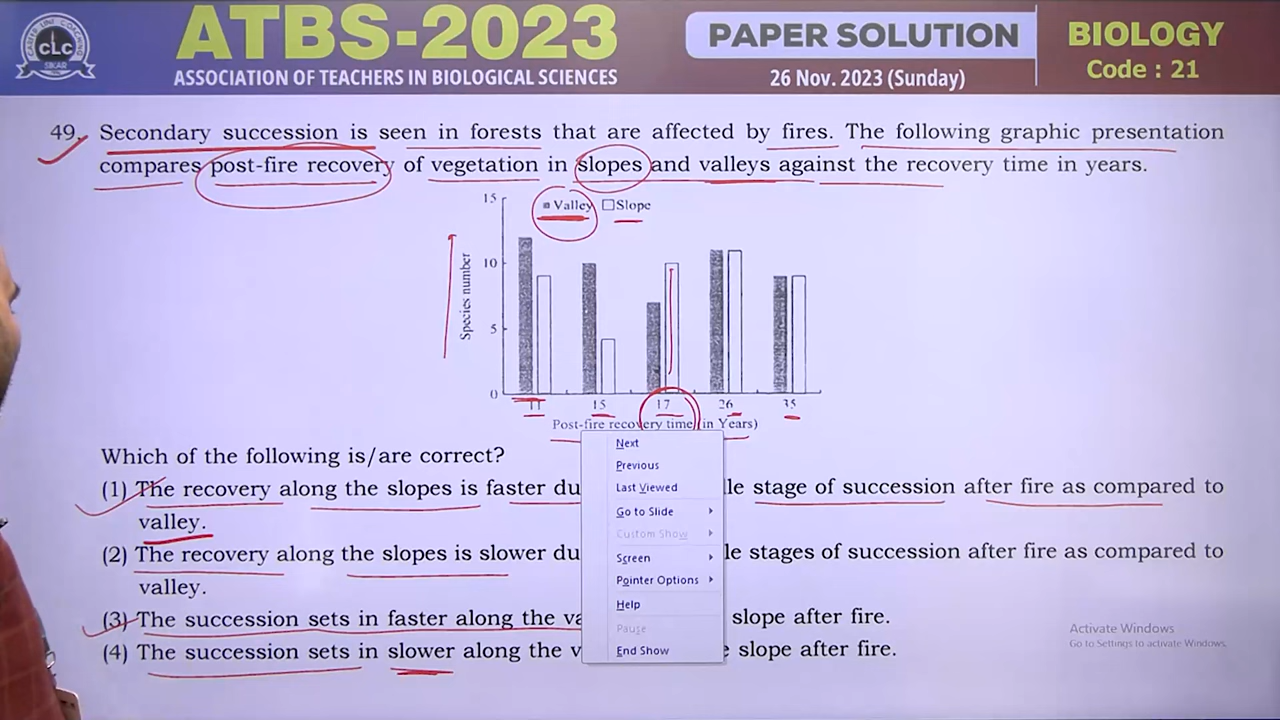 CLC
SIKAR
ATBS-2023
ASSOCIATION OF TEACHERS IN BIOLOGICAL SCIENCES
PAPER SOLUTION
26 Nov. 2023 (Sunday)
BIOLOGY
Code : 21
49. Secondary succession is seen in forests that are affected by fires. The following graphic presentation
compares post-fire recovery of vegetation in slopes and valleys against the recovery time in years.
15
Valley Slope
10
Species number
5
0
11 15 17 26 35
Post-fire recovery time (in Years)
Which of the following is/are correct?
(1) The recovery along the slopes is faster du le stage of succession after fire as compared to
valley.
(2) The recovery along the slopes is slower du le stages of succession after fire as compared to
valley.
(3) The succession sets in faster along the va slope after fire.
(4) The succession sets in slower along the v e slope after fire.
Next
Previous
Last Viewed
Go to Slide
Custom Show
Screen
Pointer Options
Help
Pause
End Show
Activate Windows
Go to Settings to activate Windows.